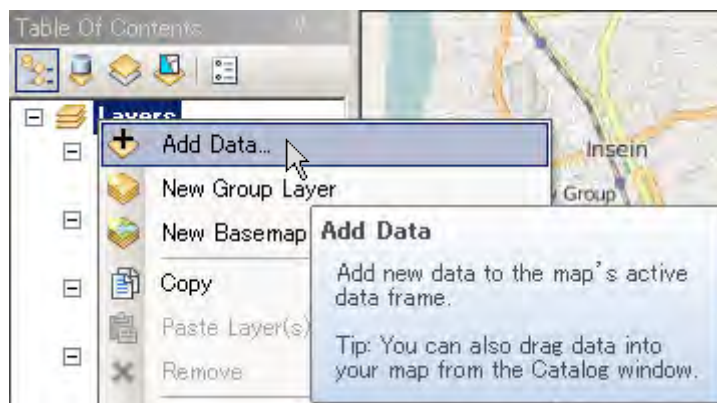 Table Of Contents
Layers
Add Data...
New Group Layer
New Basemap
Copy
Paste Layer(s)
Remove
Insein
Group
Add Data
Add new data to the map's active
data frame.
Tip: You can also drag data into
your map from the Catalog window.